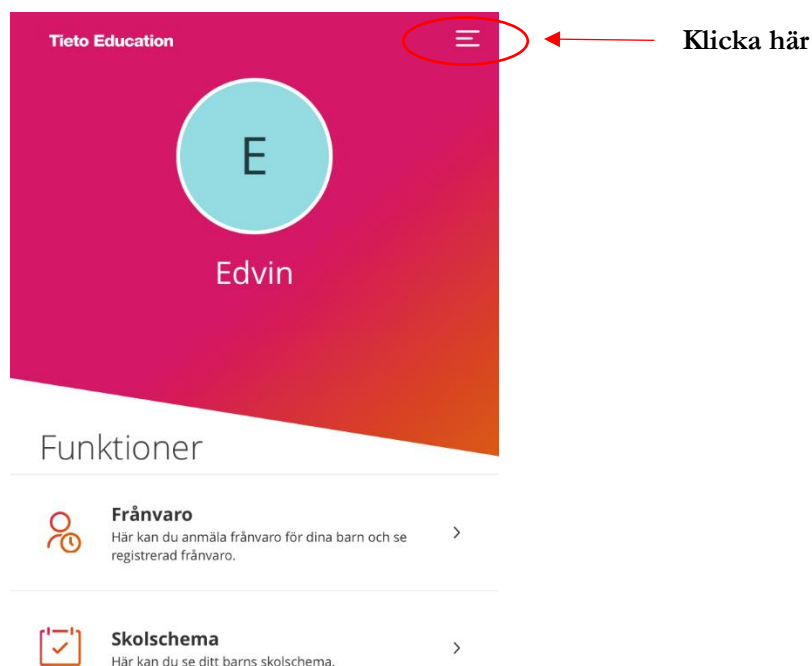 Tieto Education
Klicka här
E
Edvin
Funktioner
Frånvaro
Här kan du anmäla frånvaro för dina barn och se
registrerad frånvaro.
Skolschema
Här kan du se ditt barns skolschema.